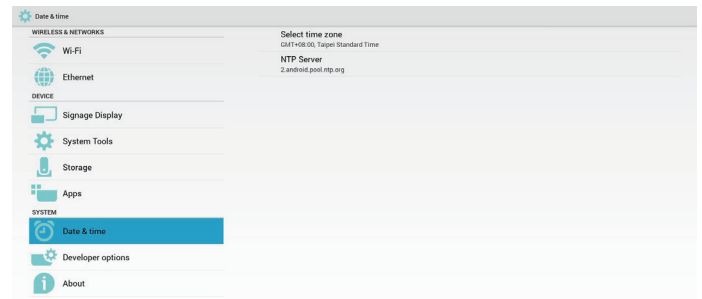 Date & time
WIRELESS & NETWORKS
Wi-Fi
Ethernet
DEVICE
Signage Display
System Tools
Storage
Apps
SYSTEM
Date & time
Developer options
About
Select time zone
GMT+08:00, Taipei Standard Time
NTP Server
2.android.pool.ntp.org